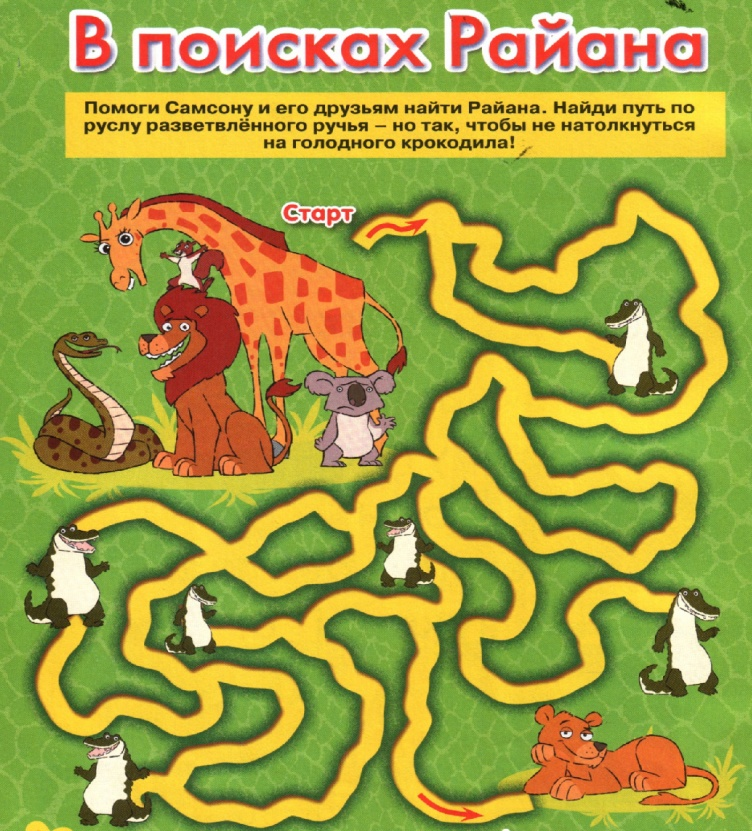 В поисках Райана
Помоги Самсону и его друзьям найти Райана. Найди путь по
руслу разветвлённого ручья – но так, чтобы не натолкнуться
на голодного крокодила!
Старт